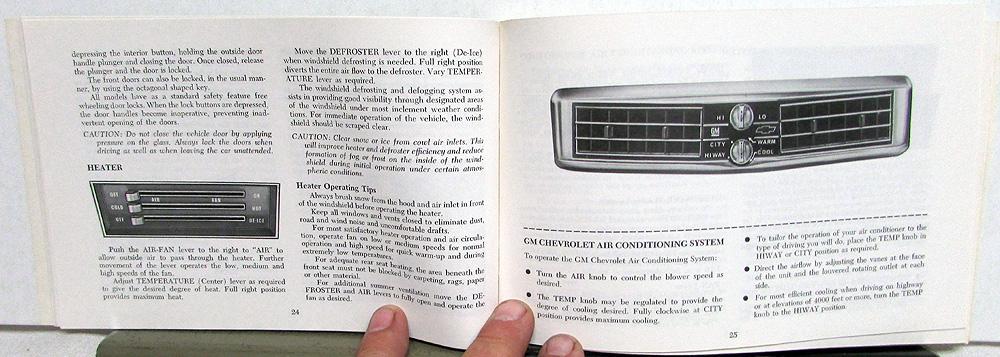 depressing the interior button, holding the outside door
handle plunger and closing the door. Once closed, release
the plunger and the door is locked.
The front doors can also be locked, in the usual man-
ner, by using the octagonal shaped key.
All models have as a standard safety feature free
wheeling door locks. When the lock buttons are depressed,
the door handles become inoperative, preventing inad-
vertent opening of the doors.
CAUTION: Do not close the vehicle door by applying
pressure on the glass. Always lock the doors when
driving as well as when leaving the car unattended.
HEATER
OFF
COLD
OFF
AIR
FAN
ON
HOT
DE-ICE
Push the AIR-FAN lever to the right to "AIR" to
allow outside air to pass through the heater. Further
movement of the lever operates the low, medium and
high speeds of the fan.
Adjust TEMPERATURE (Center) lever as required
to give the desired degree of heat. Full right position
provides maximum heat.
Move the DEFROSTER lever to the right (De-Ice)
when windshield defrosting is needed. Full right position
diverts the entire air flow to the defroster. Vary TEMPER-
ATURE lever as required.
The windshield defrosting and defogging system as-
sists in providing good visibility through designated areas
of the windshield under most inclement weather condi-
tions. For immediate operation of the vehicle, the wind-
shield should be scraped clear.
CAUTION: Clear snow or ice from cowl air inlets. This
will improve heater and defroster efficiency and reduce
formation of fog or frost on the inside of the wind-
shield during initial operation under certain atmos-
pheric conditions.
Heater Operating Tips
Always brush snow from the hood and air inlet in front
of the windshield before operating the heater.
Keep all windows and vents closed to eliminate dust,
road and wind noise and uncomfortable drafts.
For most satisfactory heater operation and air circula-
tion, operate fan on low or medium speeds for normal
operation and high speed for quick warm-up and during
extremely low temperatures.
For adequate rear seat heating, the area beneath the
front seat must not be blocked by carpeting, rags, paper
or other material.
For additional summer ventilation move the DE-
FROSTER and AIR levers to fully open and operate the
fan as desired.
24
HI
LO
GM
CITY
WARM
HIWAY
COOL
GM CHEVROLET AIR CONDITIONING SYSTEM
To operate the GM Chevrolet Air Conditioning System:
● Turn the AIR knob to control the blower speed as
desired.
● The TEMP knob may be regulated to provide the
degree of cooling desired. Fully clockwise at CITY
position provides maximum cooling.
● To tailor the operation of your air conditioner to the
type of driving you will do, place the TEMP knob in
HIWAY or CITY position as required.
● Direct the airflow by adjusting the vanes at the face
of the unit and the louvered rotating outlet at each
side.
● For most efficient cooling when driving on highway
or at elevations of 4000 feet or more, turn the TEMP
knob to the HIWAY position.
25